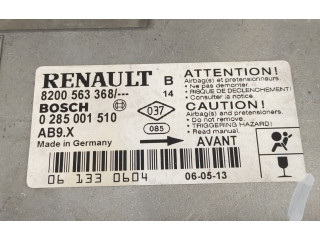 RENAULT B
8200 563 368/--- 14
BOSCH
0 285 001 510
AB9.X
Made in Germany
037
085
AVANT
06 133 0604
06-05-13
ATTENTION!
Airbag(s) et pretensionneurs.
• Ne pas demonter.
• RISQUE DE DECLENCHEMENT!
• Consulter la notice.
CAUTION!
Airbag(s) and pretensioners.
• Do not remove.
• TRIGGERING HAZARD!
• Read manual.